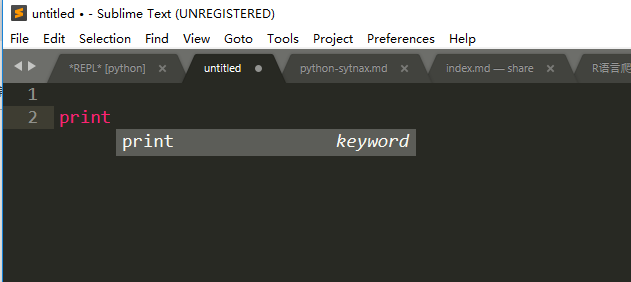 untitled • - Sublime Text (UNREGISTERED)
File Edit Selection Find View Goto Tools Project Preferences Help
*REPL* [python] × untitled ● python-sytnax.md × index.md — share × R语言爬
1
2 print
print keyword